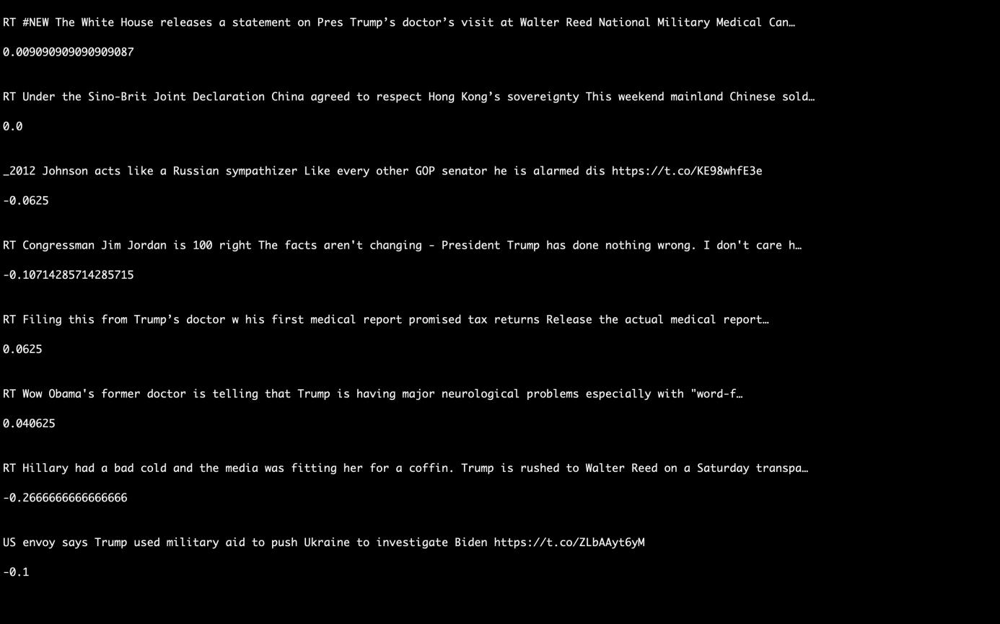 RT #NEW The White House releases a statement on Pres Trump’s doctor’s visit at Walter Reed National Military Medical Can…
0.009090909090909087
RT Under the Sino-Brit Joint Declaration China agreed to respect Hong Kong’s sovereignty This weekend mainland Chinese sold…
0.0
_2012 Johnson acts like a Russian sympathizer Like every other GOP senator he is alarmed dis https://t.co/KE98whfE3e
-0.0625
RT Congressman Jim Jordan is 100 right The facts aren't changing - President Trump has done nothing wrong. I don't care h…
-0.10714285714285715
RT Filing this from Trump’s doctor w his first medical report promised tax returns Release the actual medical report…
0.0625
RT Wow Obama's former doctor is telling that Trump is having major neurological problems especially with "word-f…
0.040625
RT Hillary had a bad cold and the media was fitting her for a coffin. Trump is rushed to Walter Reed on a Saturday transpa…
-0.2666666666666666
US envoy says Trump used military aid to push Ukraine to investigate Biden https://t.co/ZLbAAyt6yM
-0.1